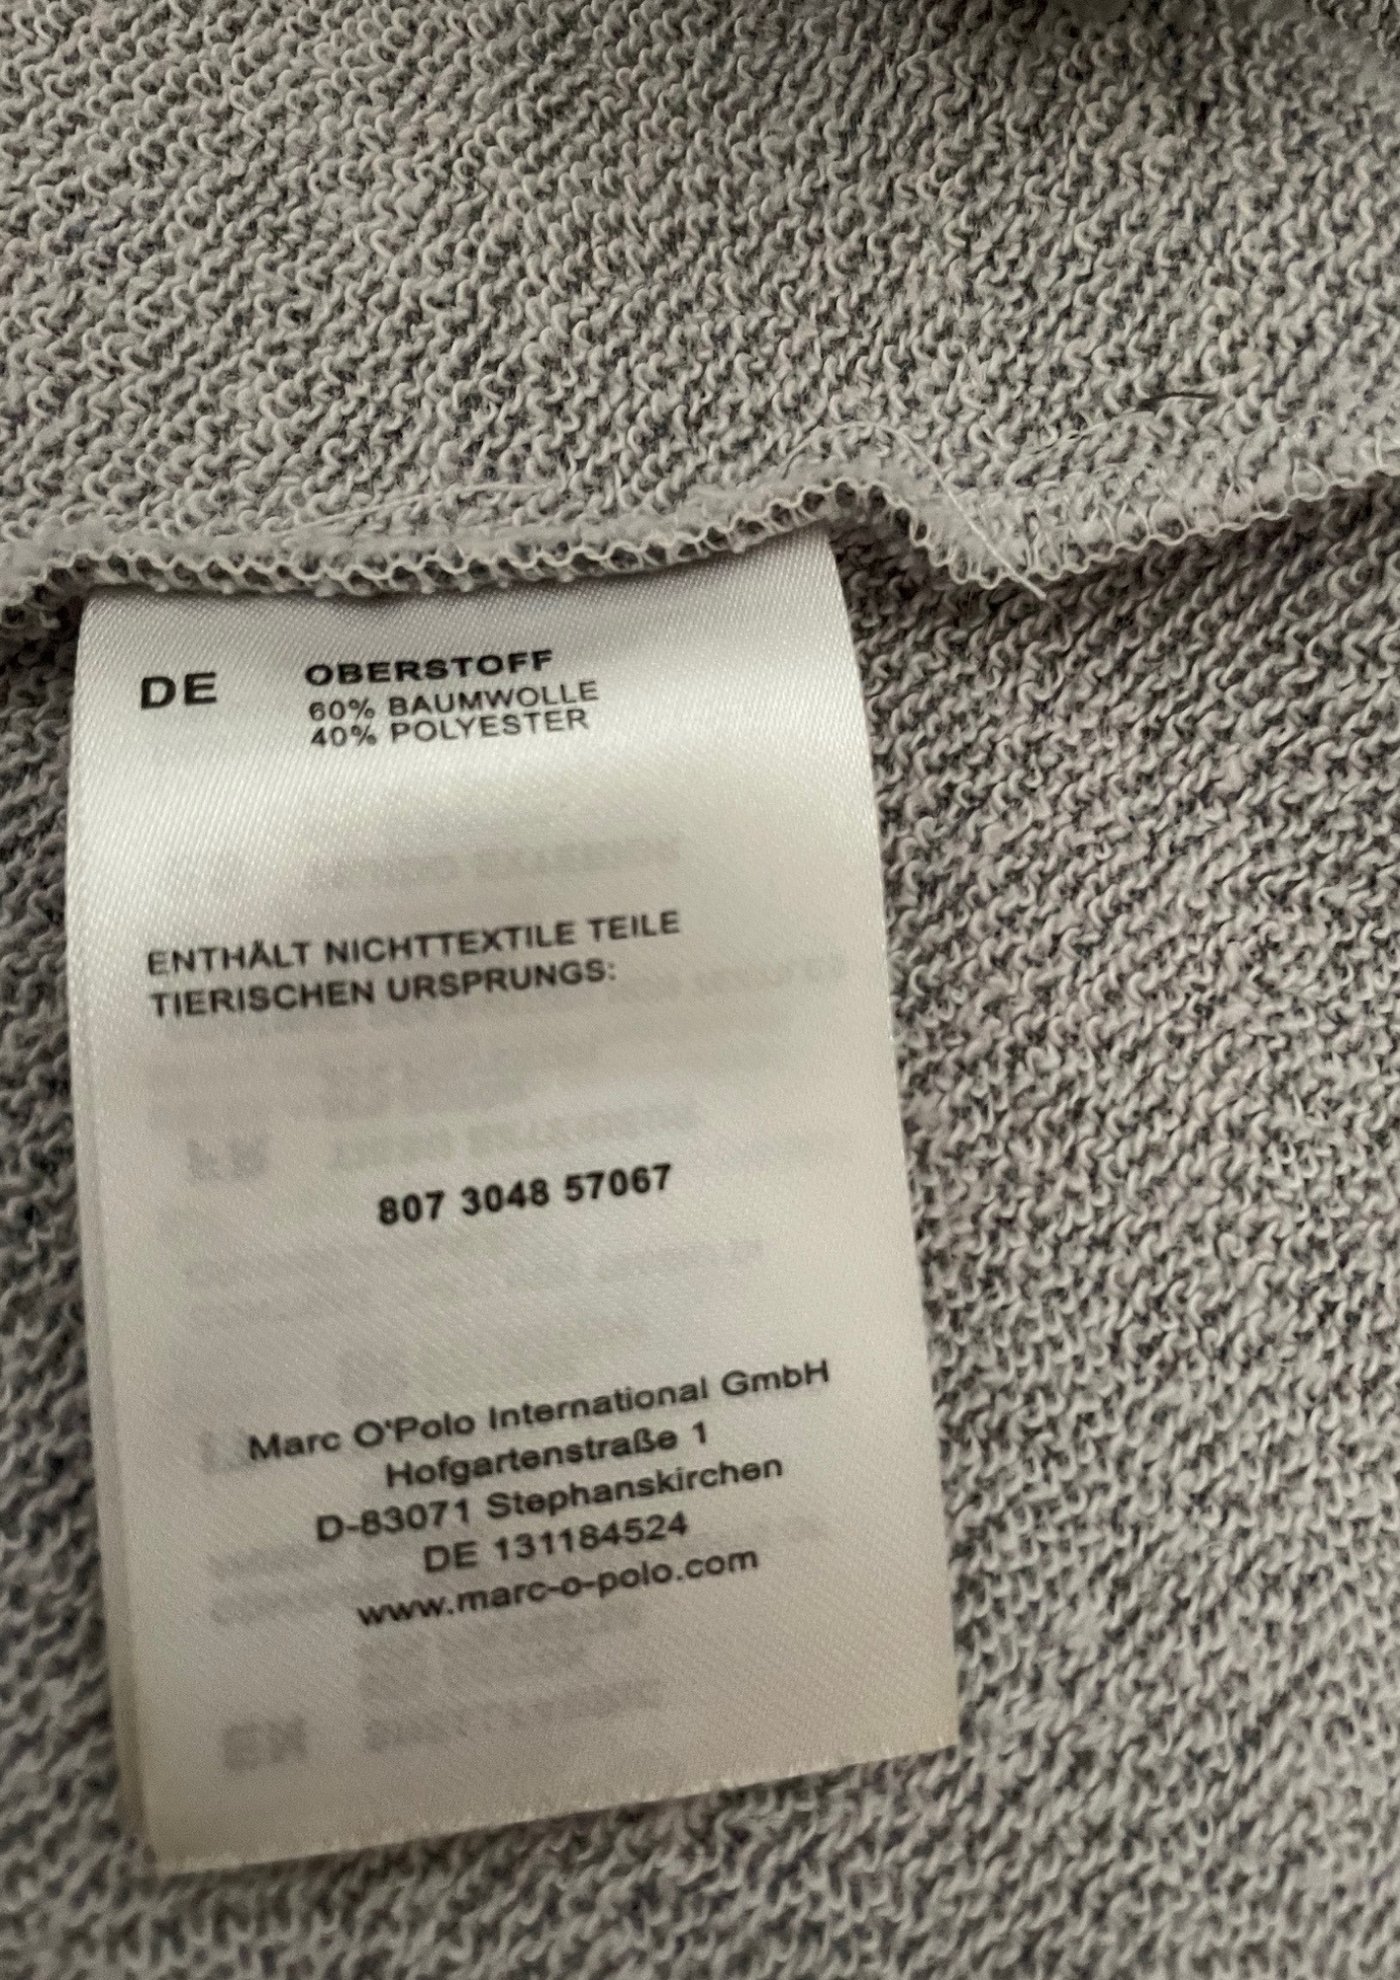 DE OBERSTOFF
60% BAUMWOLLE
40% POLYESTER
ENTHÄLT NICHTTEXTILE TEILE
TIERISCHEN URSPRUNGS:
807 3048 57067
Marc O'Polo International GmbH
Hofgartenstraße 1
D-83071 Stephanskirchen
DE 131184524
www.marc-o-polo.com